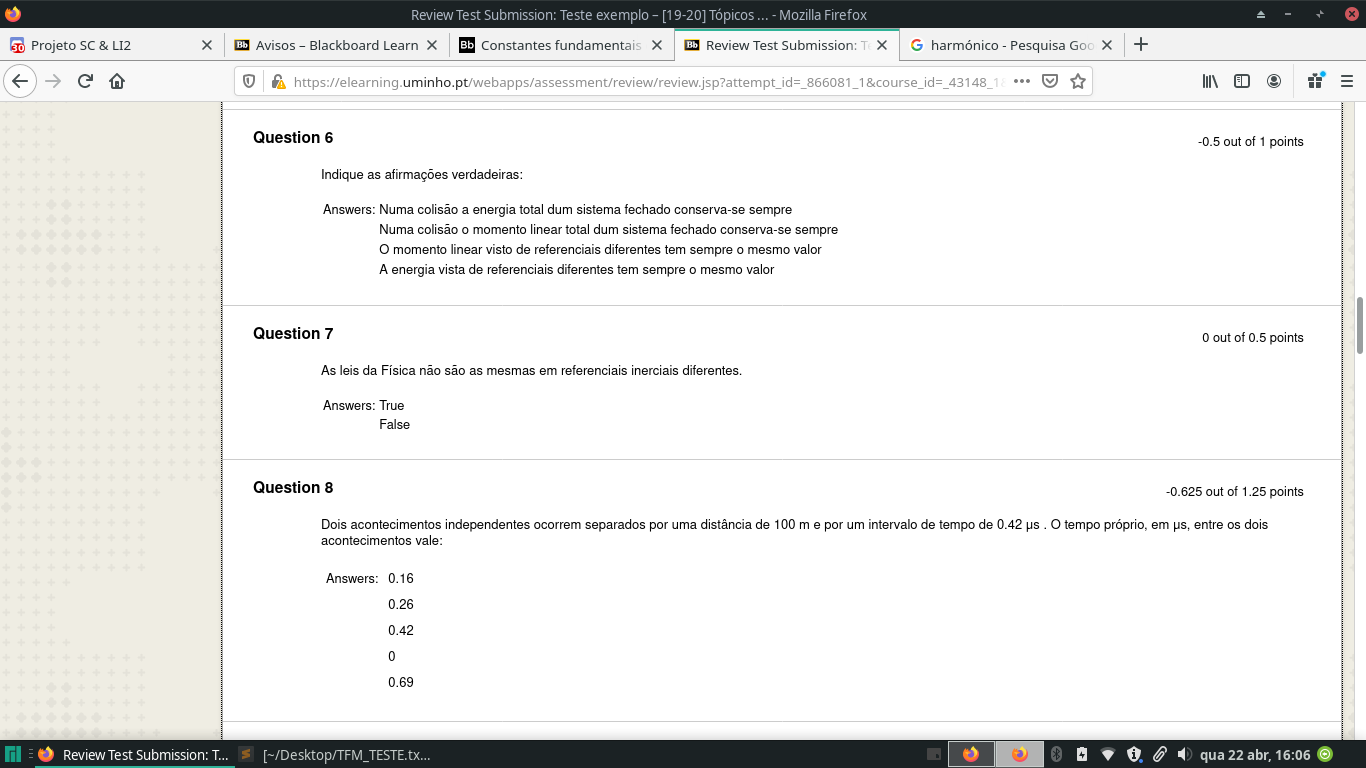 Review Test Submission: Teste exemplo – [19-20] Tópicos ... - Mozilla Firefox
Projeto SC & LI2
Avisos – Blackboard Learn
Constantes fundamentais
Review Test Submission: T
harmónico - Pesquisa Goo
https://elearning.uminho.pt/webapps/assessment/review/review.jsp?attempt_id=_866081_1&course_id=_43148_1
Question 6
-0.5 out of 1 points
Indique as afirmações verdadeiras:
Answers: Numa colisão a energia total dum sistema fechado conserva-se sempre
Numa colisão o momento linear total dum sistema fechado conserva-se sempre
O momento linear visto de referenciais diferentes tem sempre o mesmo valor
A energia vista de referenciais diferentes tem sempre o mesmo valor
Question 7
0 out of 0.5 points
As leis da Física não são as mesmas em referenciais inerciais diferentes.
Answers: True
False
Question 8
-0.625 out of 1.25 points
Dois acontecimentos independentes ocorrem separados por uma distância de 100 m e por um intervalo de tempo de 0.42 μs . O tempo próprio, em μs, entre os dois
acontecimentos vale:
Answers: 0.16
0.26
0.42
0
0.69
Review Test Submission: T...
[~/Desktop/TFM_TESTE.tx...
qua 22 abr, 16:06